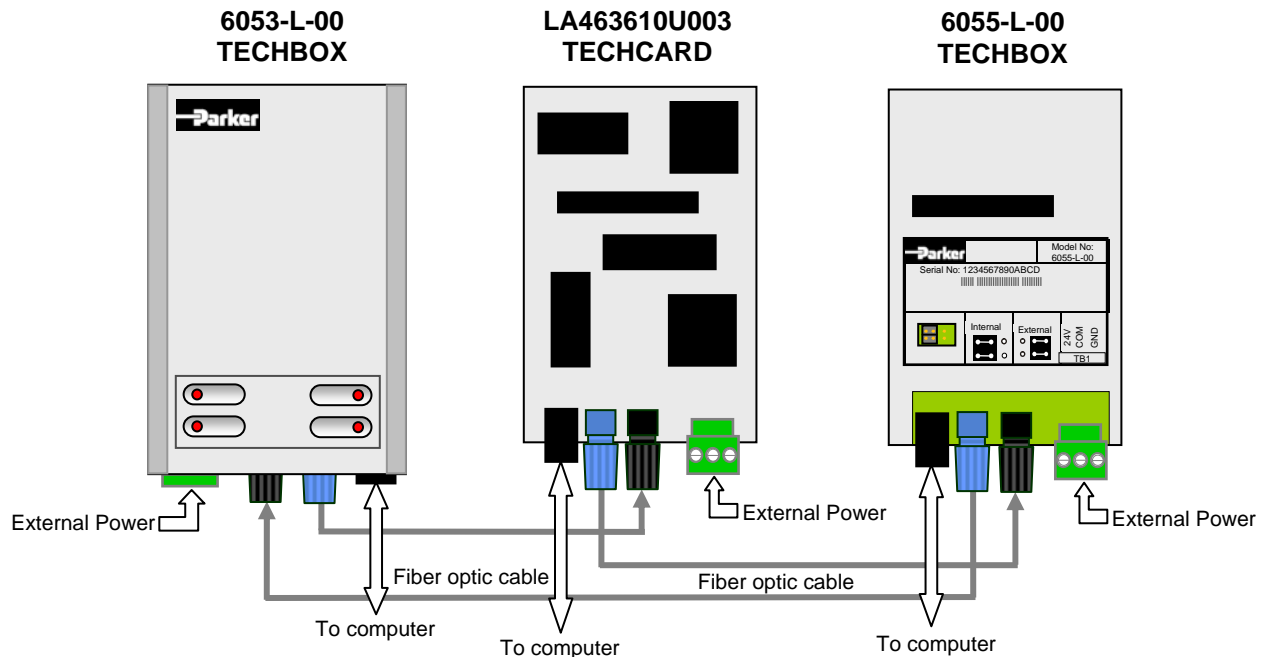 6053-L-00
TECHBOX
LA463610U003
TECHCARD
6055-L-00
TECHBOX
Parker
Parker
Model No:
6055-L-00
Serial No: 1234567890ABCD
Internal
External
24V
COM
GND
TB1
External Power
External Power
External Power
Fiber optic cable
Fiber optic cable
To computer
To computer
To computer